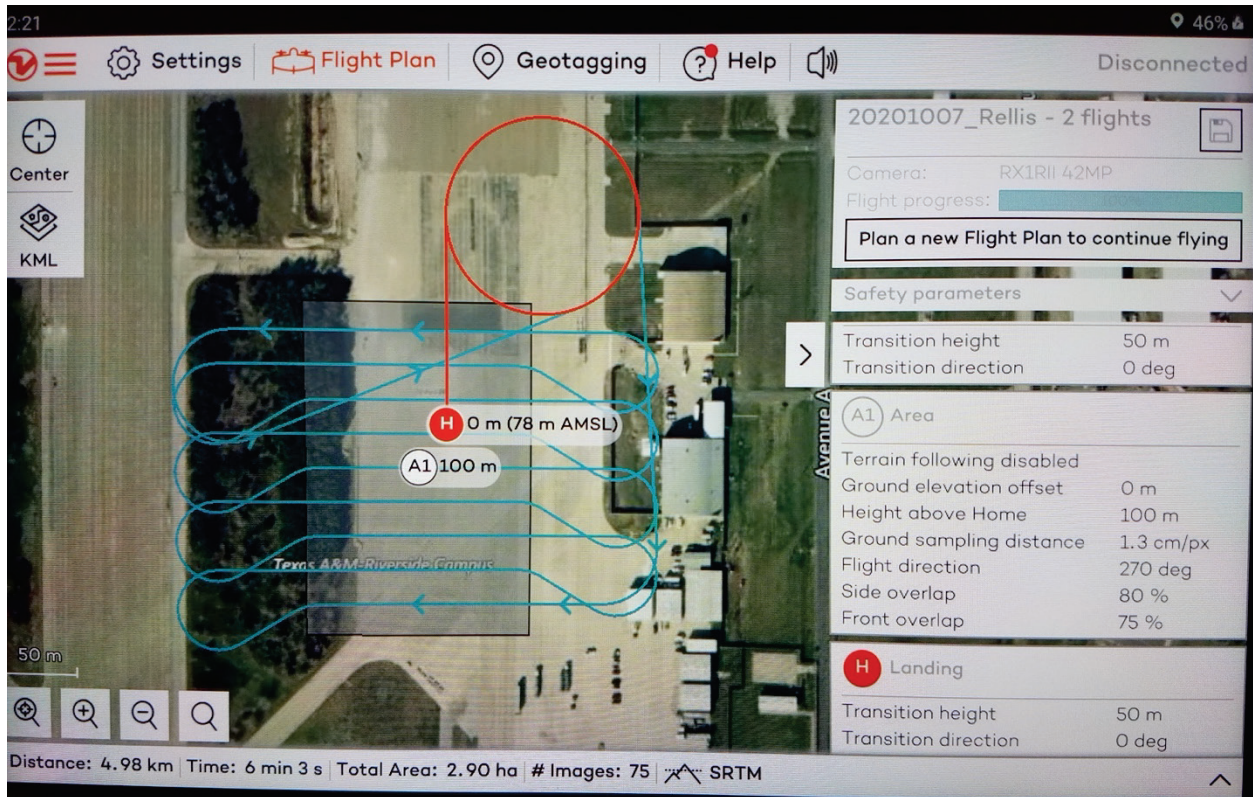 2:21
46%
Settings
Flight Plan
Geotagging
Help
Disconnected
Center
KML
20201007_Rellis - 2 flights
Camera: RX1RII 42MP
Flight progress:
Plan a new Flight Plan to continue flying
Safety parameters
Transition height 50 m
Transition direction 0 deg
A1 Area
Terrain following disabled
Ground elevation offset 0 m
Height above Home 100 m
Ground sampling distance 1.3 cm/px
Flight direction 270 deg
Side overlap 80 %
Front overlap 75 %
H Landing
Transition height 50 m
Transition direction 0 deg
H 0 m (78 m AMSL)
A1 100 m
Texas A&M-Riverside Campus
Avenue A
50 m
Distance: 4.98 km Time: 6 min 3 s Total Area: 2.90 ha # Images: 75 SRTM